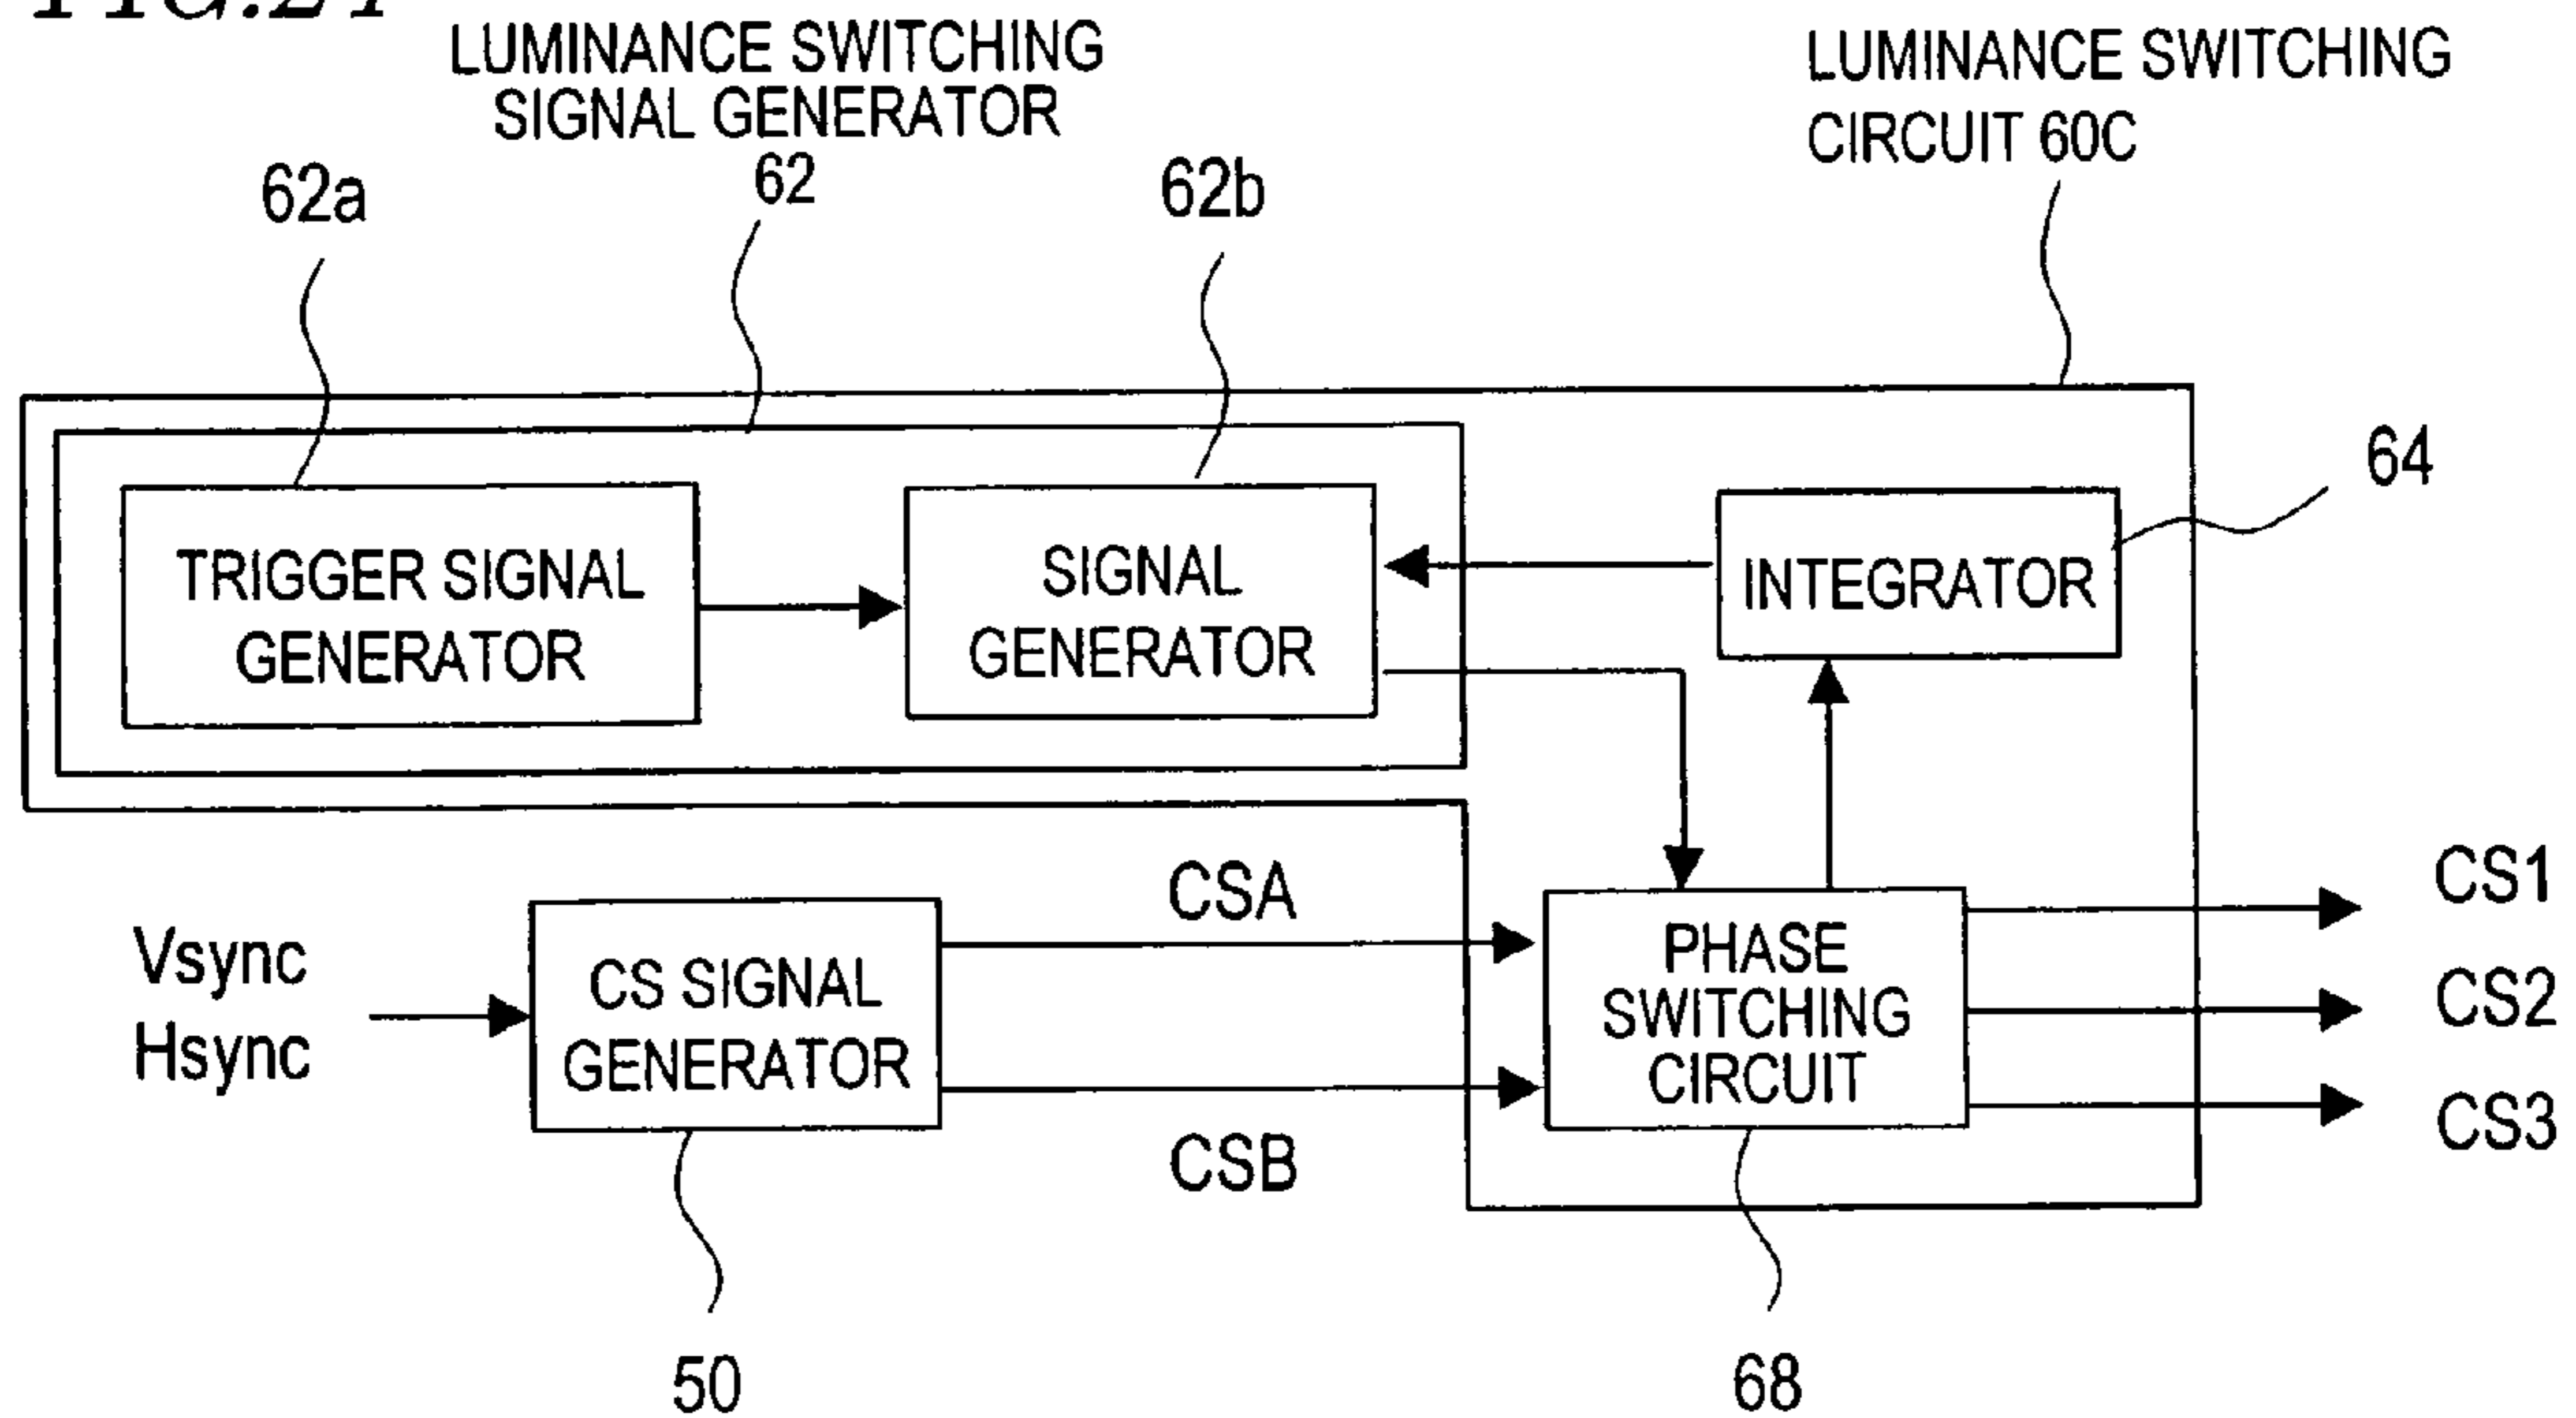 LUMINANCE SWITCHING
SIGNAL GENERATOR
62
LUMINANCE SWITCHING
CIRCUIT 60C
62a
62b
64
TRIGGER SIGNAL
GENERATOR
SIGNAL
GENERATOR
INTEGRATOR
Vsync
Hsync
CS SIGNAL
GENERATOR
CSA
CSB
PHASE
SWITCHING
CIRCUIT
CS1
CS2
CS3
50
68